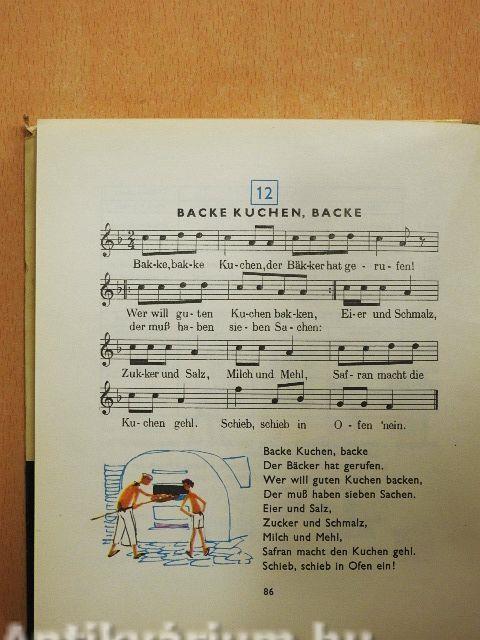 12
BACKE KUCHEN, BACKE
Bak-ke, bak-ke Ku-chen, der Bäk-ker hat ge - ru - fen!
Wer will gu-ten Ku-chen bak-ken, Ei-er und Schmalz,
der muß ha-ben sie-ben Sa-chen:
Zuk-ker und Salz, Milch und Mehl, Saf-ran macht die
Ku-chen gehl. Schieb, schieb in O - fen 'nein.
Backe Kuchen, backe
Der Bäcker hat gerufen.
Wer will guten Kuchen backen,
Der muß haben sieben Sachen.
Eier und Salz,
Zucker und Schmalz,
Milch und Mehl,
Safran macht den Kuchen gehl.
Schieb, schieb in Ofen ein!
86
Antikvárium.hu